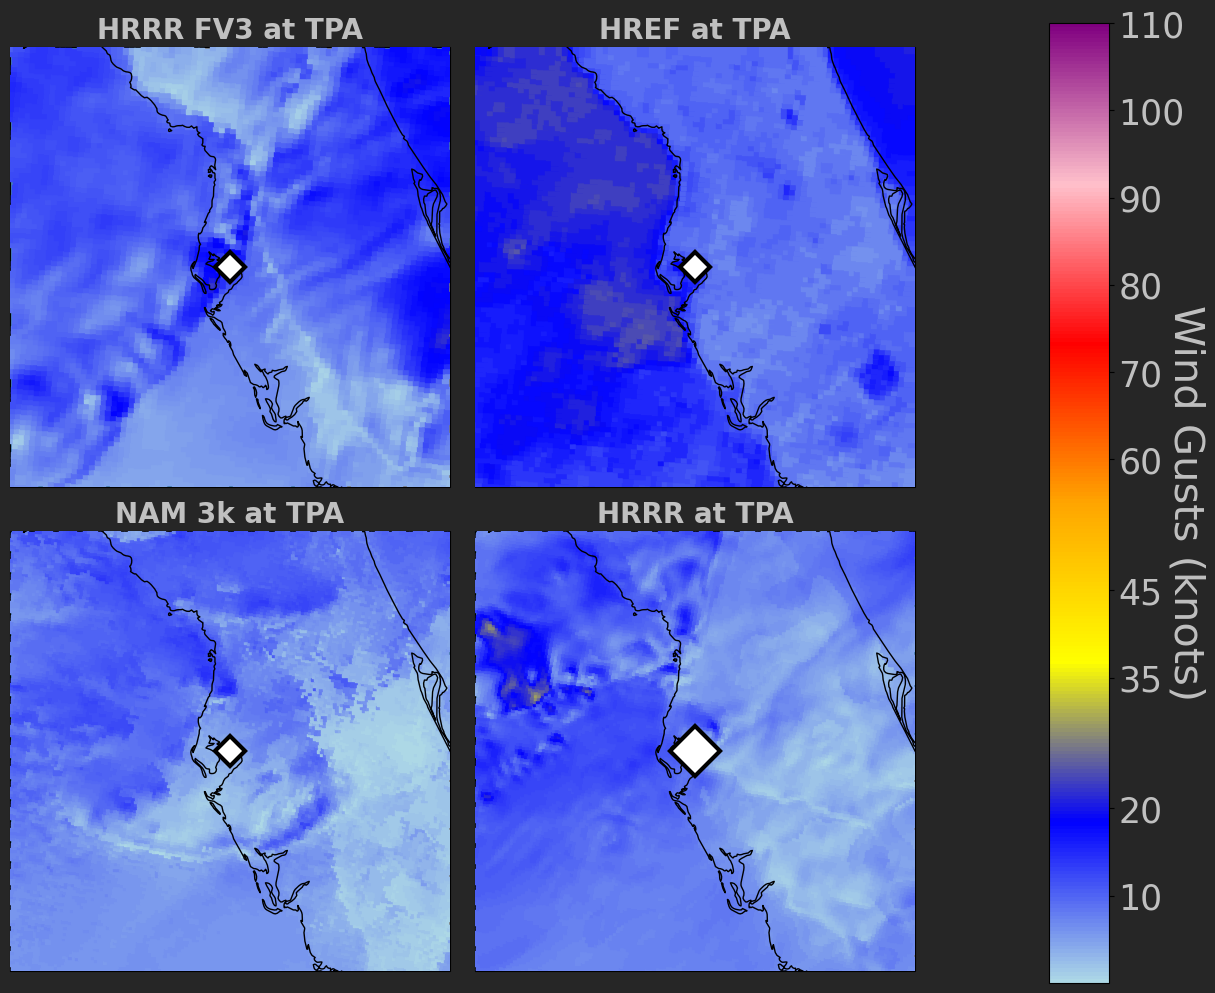 HRRR FV3 at TPA
HREF at TPA
NAM 3k at TPA
HRRR at TPA
110
100
90
80
70
60
45
35
20
10
Wind Gusts (knots)